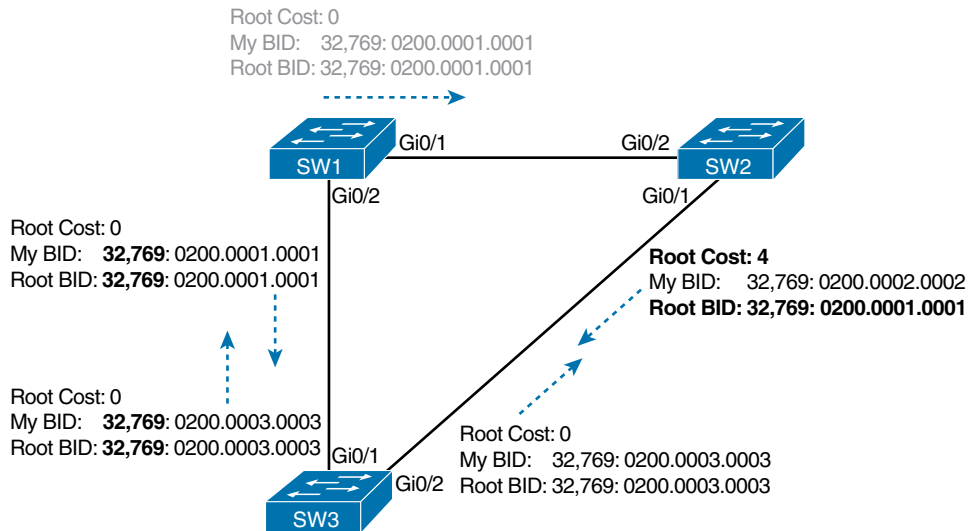 Root Cost: 0
My BID: 32,769: 0200.0001.0001
Root BID: 32,769: 0200.0001.0001
Gi0/1
Gi0/2
SW1
SW2
Gi0/2
Gi0/1
Root Cost: 0
My BID: 32,769: 0200.0001.0001
Root BID: 32,769: 0200.0001.0001
Root Cost: 4
My BID: 32,769: 0200.0002.0002
Root BID: 32,769: 0200.0001.0001
Root Cost: 0
My BID: 32,769: 0200.0003.0003
Root BID: 32,769: 0200.0003.0003
Root Cost: 0
My BID: 32,769: 0200.0003.0003
Root BID: 32,769: 0200.0003.0003
Gi0/1
Gi0/2
SW3